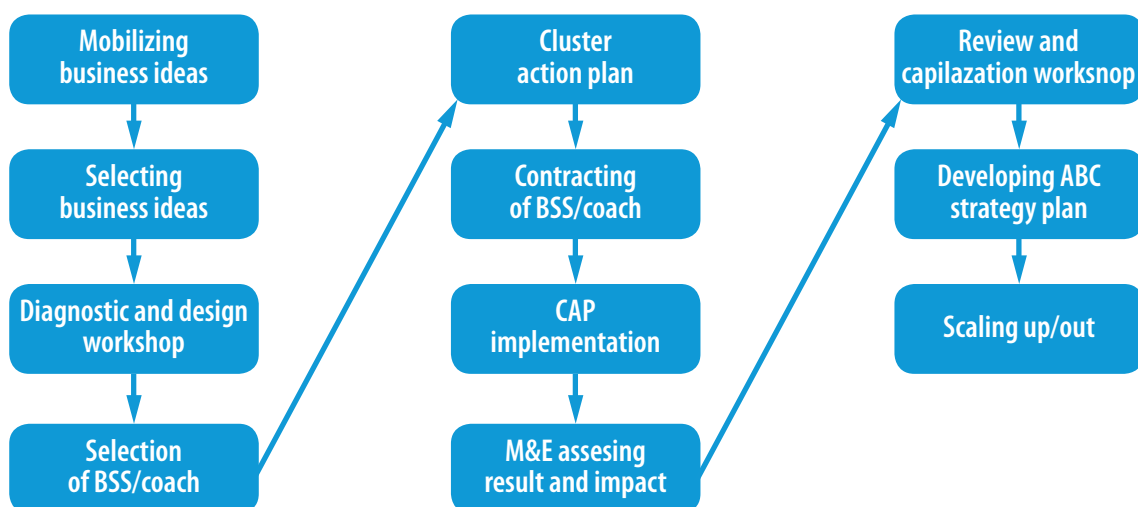 Mobilizing
business ideas
Selecting
business ideas
Diagnostic and design
workshop
Selection
of BSS/coach
Cluster
action plan
Contracting
of BSS/coach
CAP
implementation
M&E assesing
result and impact
Review and
capilazation worksnop
Developing ABC
strategy plan
Scaling up/out